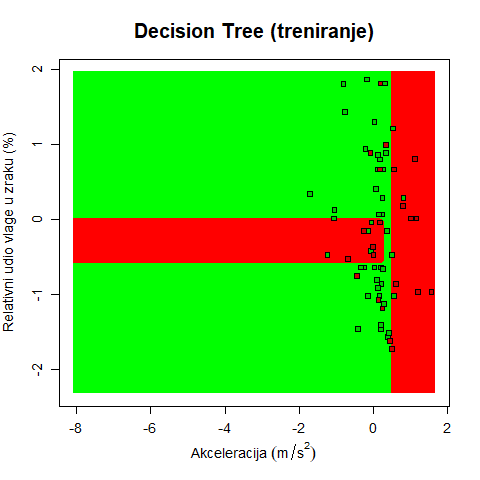 Decision Tree (treniranje)
Relativni udio vlage u zraku (%)
2
1
0
-1
-2
-8 -6 -4 -2 0 2
Akceleracija (m/s²)